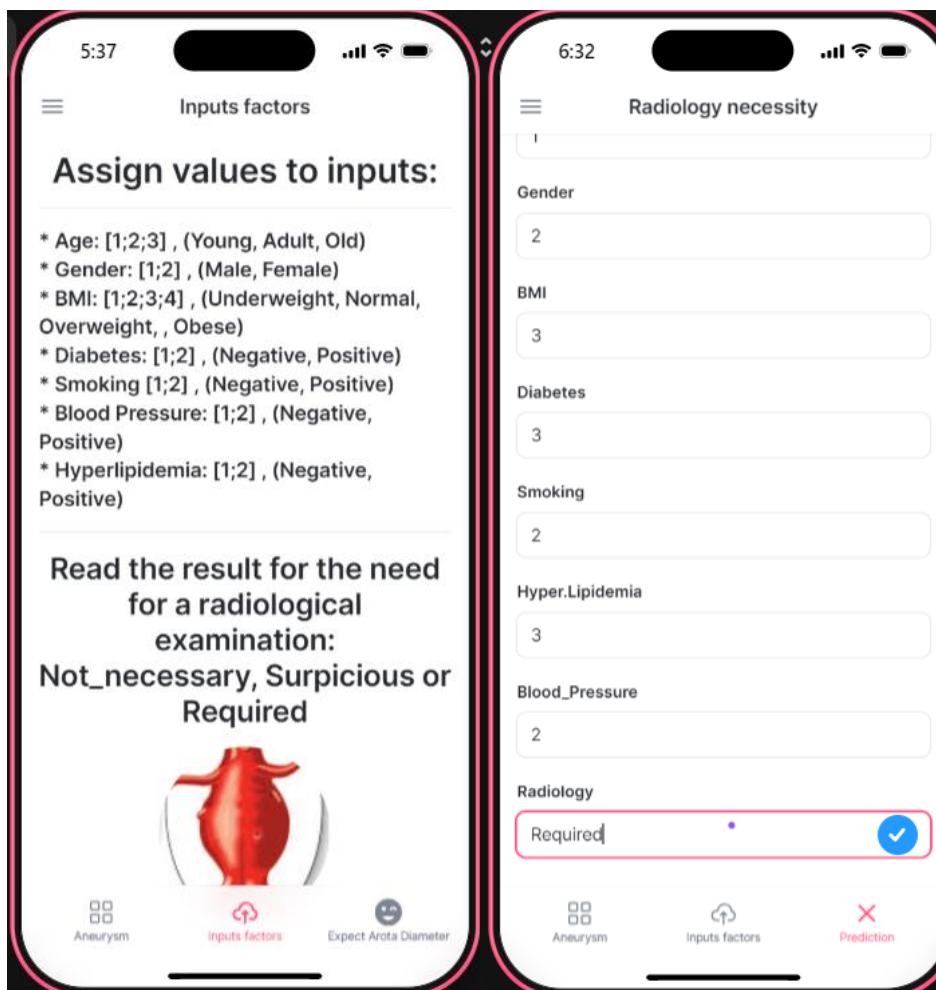 5:37
Inputs factors
Assign values to inputs:
* Age: [1;2;3] , (Young, Adult, Old)
* Gender: [1;2] , (Male, Female)
* BMI: [1;2;3;4] , (Underweight, Normal,
Overweight, , Obese)
* Diabetes: [1;2] , (Negative, Positive)
* Smoking [1;2] , (Negative, Positive)
* Blood Pressure: [1;2] , (Negative,
Positive)
* Hyperlipidemia: [1;2] , (Negative,
Positive)
Read the result for the need
for a radiological
examination:
Not_necessary, Surpicious or
Required
Aneurysm
Inputs factors
Expect Arota Diameter
6:32
Radiology necessity
Gender
2
BMI
3
Diabetes
3
Smoking
2
Hyper.Lipidemia
3
Blood_Pressure
2
Radiology
Required
Aneurysm
Inputs factors
Prediction